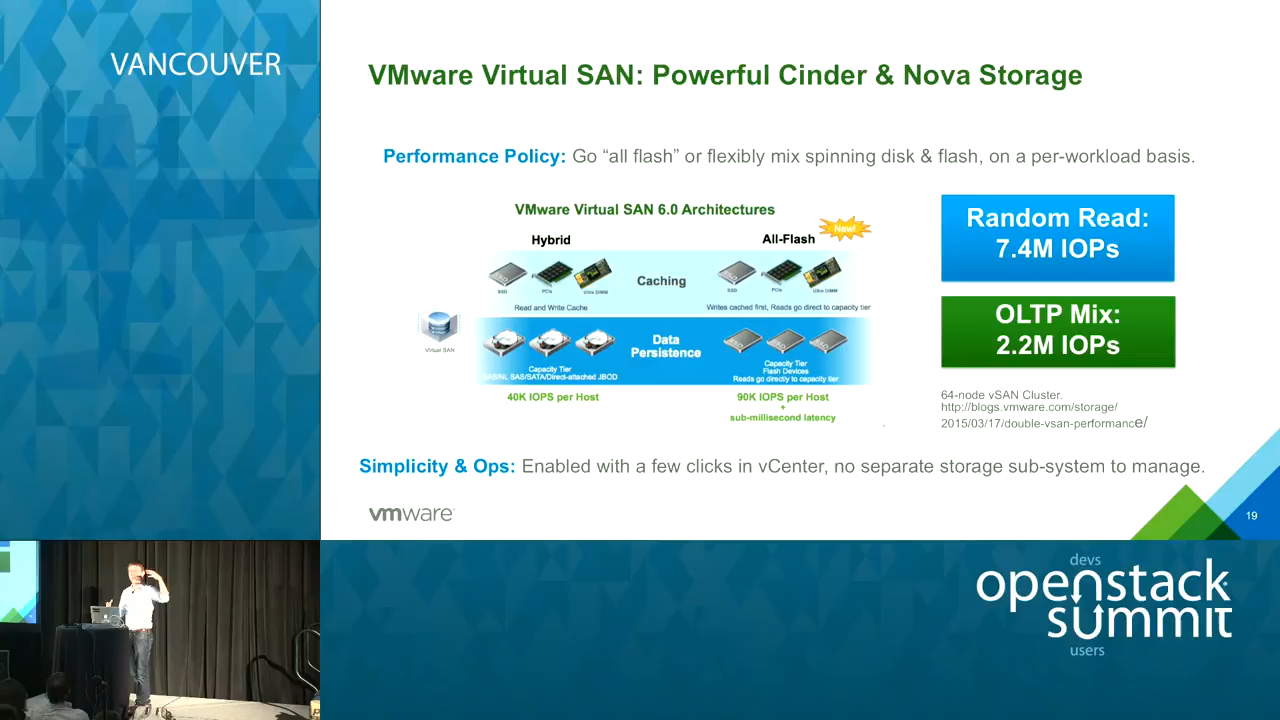 VANCOUVER
VMware Virtual SAN: Powerful Cinder & Nova Storage
Performance Policy: Go “all flash” or flexibly mix spinning disk & flash, on a per-workload basis.
VMware Virtual SAN 6.0 Architectures
Hybrid
All-Flash
New!
SSD
PCIe
Ultra DIMM
Caching
SSD
PCIe
Ultra DIMM
Read and Write Cache
Writes cached first, Reads go direct to capacity tier
Virtual SAN
Data
Persistence
SSD
SSD
SSD
Capacity Tier
SAS/NL SAS/SATA/Direct-attached JBOD
Capacity Tier
Flash Devices
Reads go directly to capacity tier
40K IOPS per Host
90K IOPS per Host
+
sub-millisecond latency
Random Read:
7.4M IOPs
OLTP Mix:
2.2M IOPs
64-node vSAN Cluster.
http://blogs.vmware.com/storage/
2015/03/17/double-vsan-performance/
Simplicity & Ops: Enabled with a few clicks in vCenter, no separate storage sub-system to manage.
vmware
19
devs
openstack
summit
users